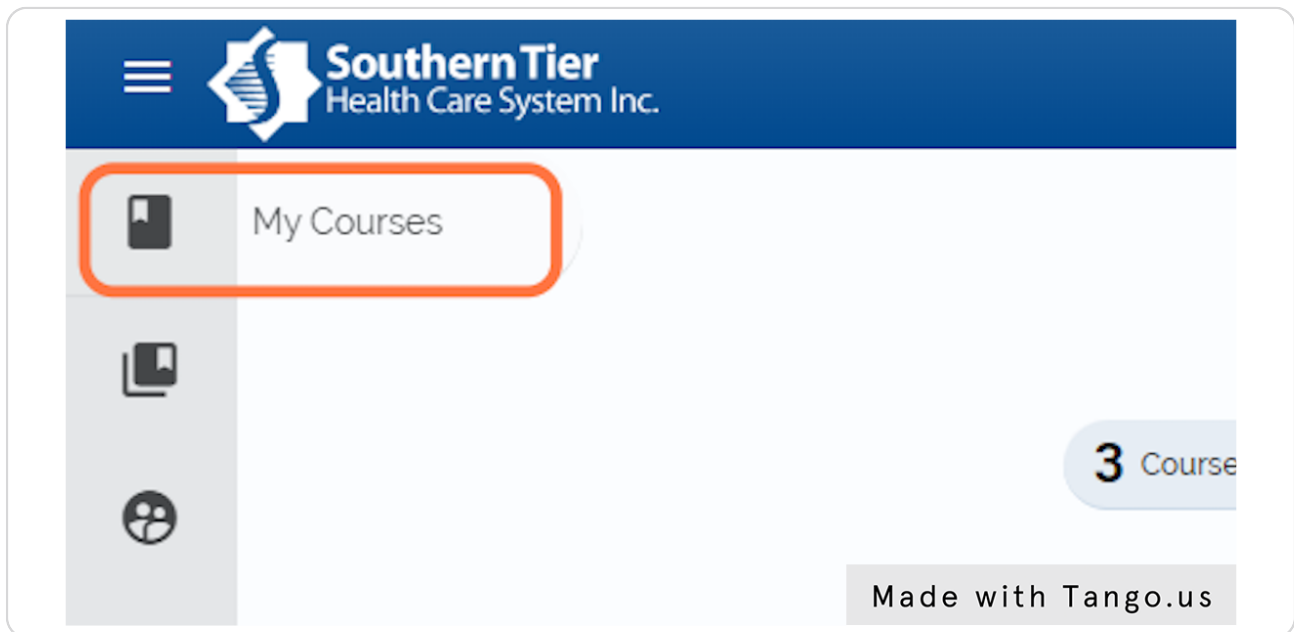 Southern Tier
Health Care System Inc.
My Courses
3 Course
Made with Tango.us